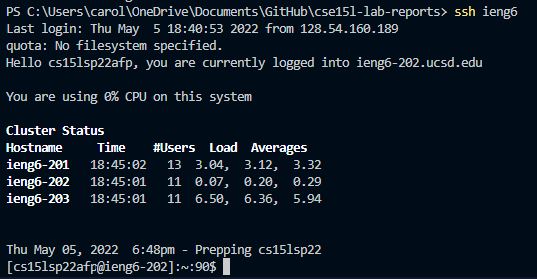 PS C:\Users\carol\OneDrive\Documents\GitHub\cse15l-lab-reports> ssh ieng6
Last login: Thu May  5 18:40:53 2022 from 128.54.160.189
quota: No filesystem specified.
Hello cs15lsp22afp, you are currently logged into ieng6-202.ucsd.edu

You are using 0% CPU on this system

Cluster Status
Hostname     Time    #Users  Load  Averages
ieng6-201   18:45:02   13  3.04,  3.12,  3.32
ieng6-202   18:45:01   11  0.07,  0.20,  0.29
ieng6-203   18:45:01   11  6.50,  6.36,  5.94

Thu May 05, 2022  6:48pm - Prepping cs15lsp22
[cs15lsp22afp@ieng6-202]:~:90$